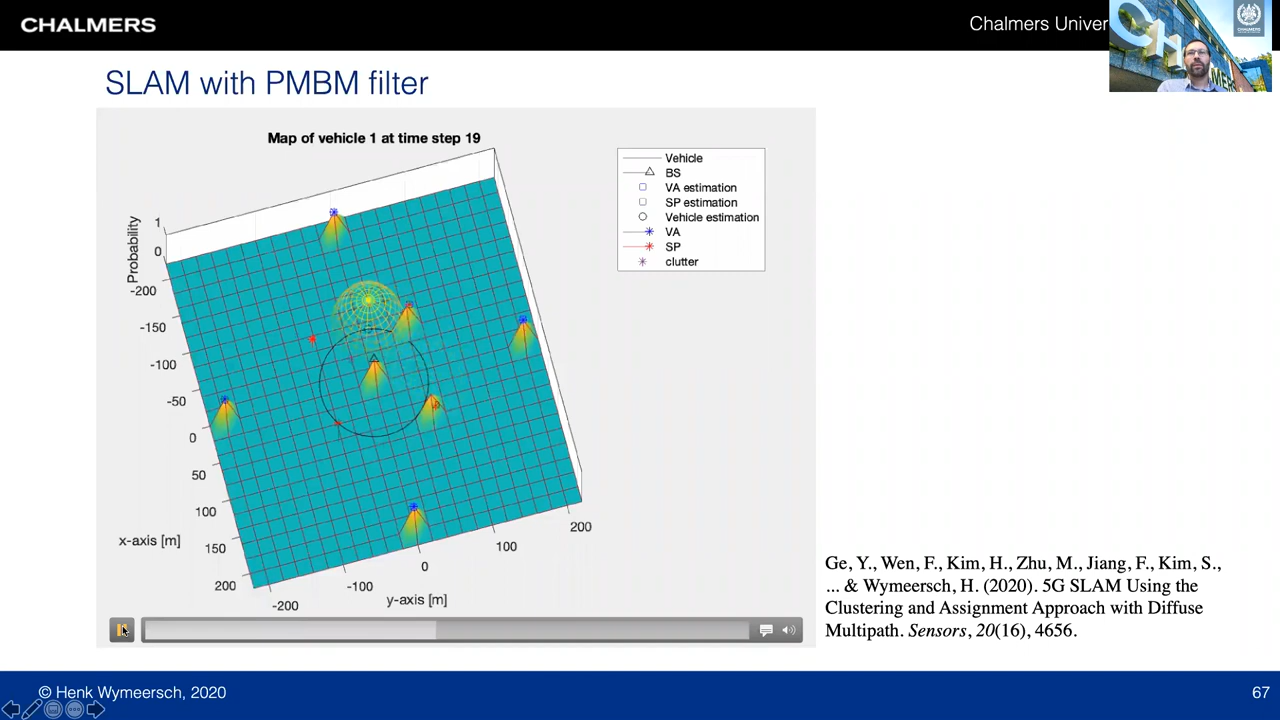 CHALMERS
Chalmers Univer
SLAM with PMBM filter
Map of vehicle 1 at time step 19
Vehicle
BS
VA estimation
SP estimation
Vehicle estimation
VA
SP
clutter
Probability
1
0
-200
-150
-100
-50
0
50
100
150
200
x-axis [m]
-200
-100
0
100
200
y-axis [m]
Ge, Y., Wen, F., Kim, H., Zhu, M., Jiang, F., Kim, S.,
... & Wymeersch, H. (2020). 5G SLAM Using the
Clustering and Assignment Approach with Diffuse
Multipath. Sensors, 20(16), 4656.
© Henk Wymeersch, 2020
67